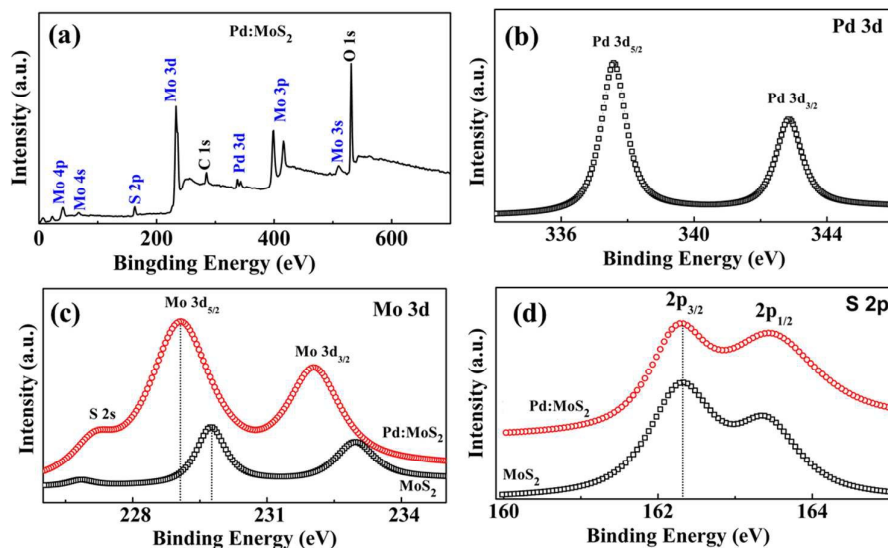 (a)
Pd:MoS2
Intensity (a.u.)
Mo 4p
Mo 4s
S 2p
Mo 3d
C 1s
Pd 3d
Mo 3p
Mo 3s
O 1s
0 200 400 600
Bingding Energy (eV)
(b)
Pd 3d
Intensity (a.u.)
Pd 3d5/2
Pd 3d3/2
336 340 344
Binding Energy (eV)
(c)
Mo 3d
Intensity (a.u.)
Mo 3d5/2
Mo 3d3/2
S 2s
Pd:MoS2
MoS2
228 231 234
Binding Energy (eV)
(d)
S 2p
Intensity (a.u.)
2p3/2
2p1/2
Pd:MoS2
MoS2
160 162 164
Binding Energy (eV)